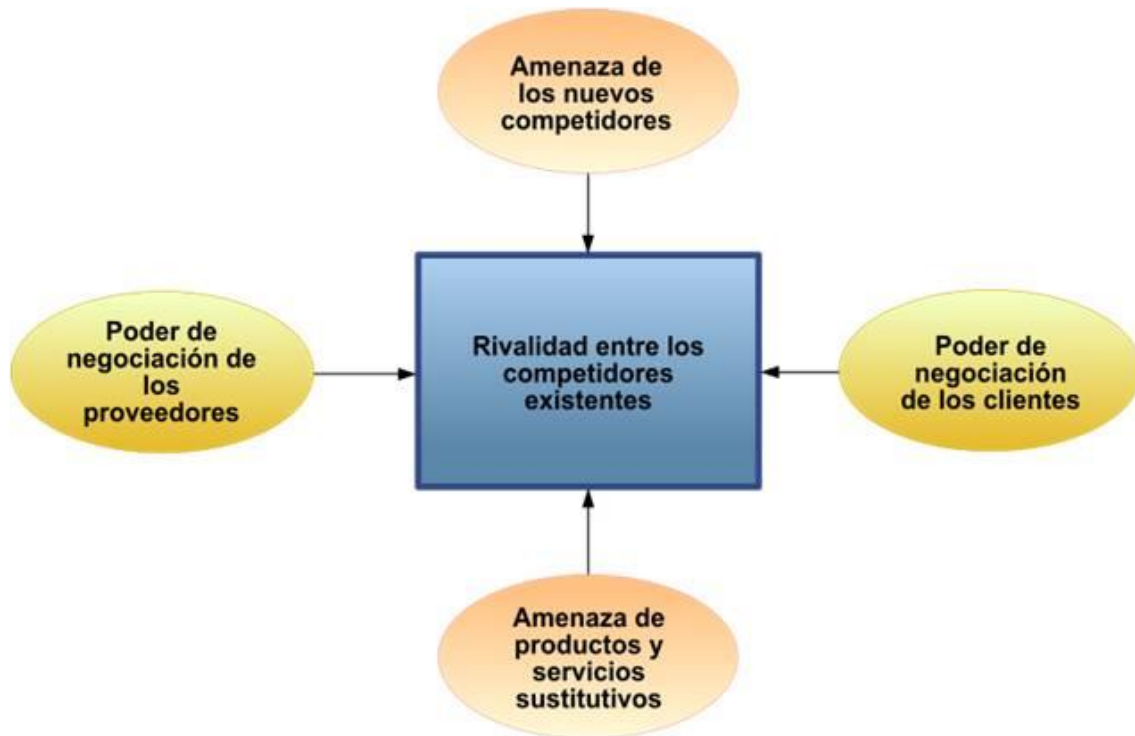 Amenaza de
los nuevos
competidores
Poder de
negociación de
los
proveedores
Rivalidad entre los
competidores
existentes
Poder de
negociación
de los clientes
Amenaza de
productos y
servicios
sustitutivos